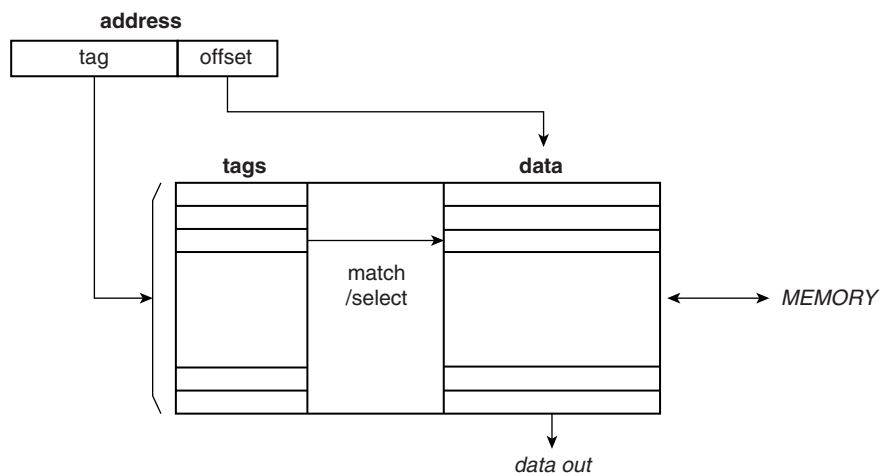 address
tag offset
tags data
match
/select
MEMORY
data out